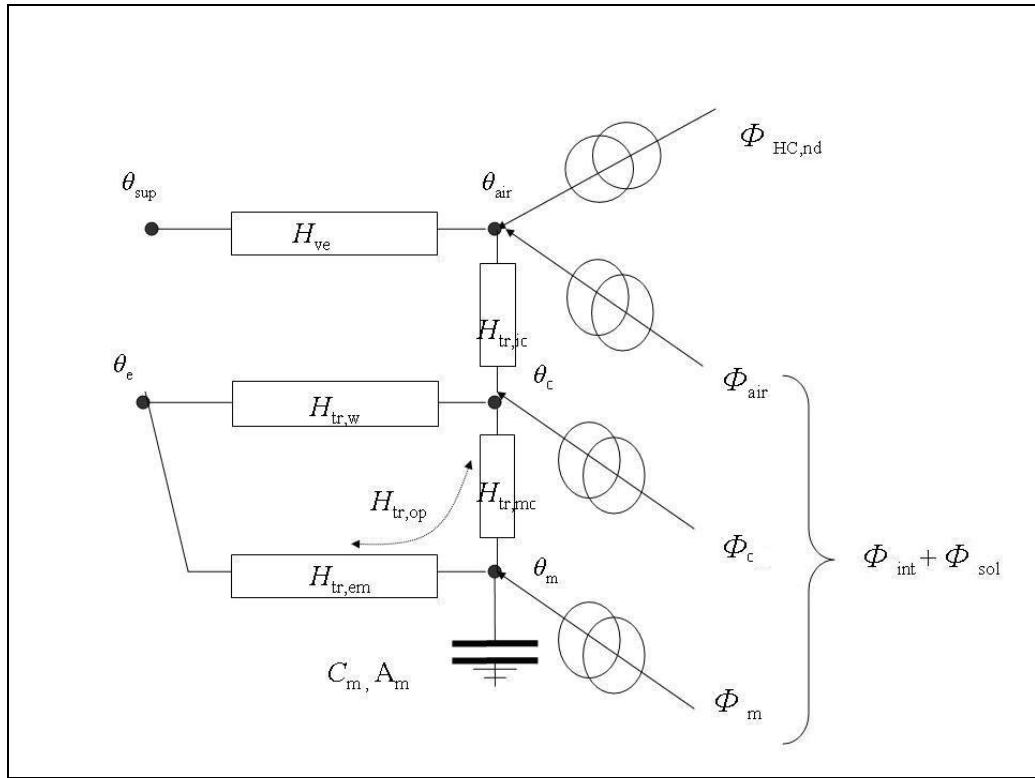 Φ HC,nd
θsup
θair
Hve
Htr,ic
θe
θc
Φair
Htr,w
Htr,op
Htr,mc
Φc
Φ int + Φ sol
θm
Htr,em
Cm, Am
Φ m